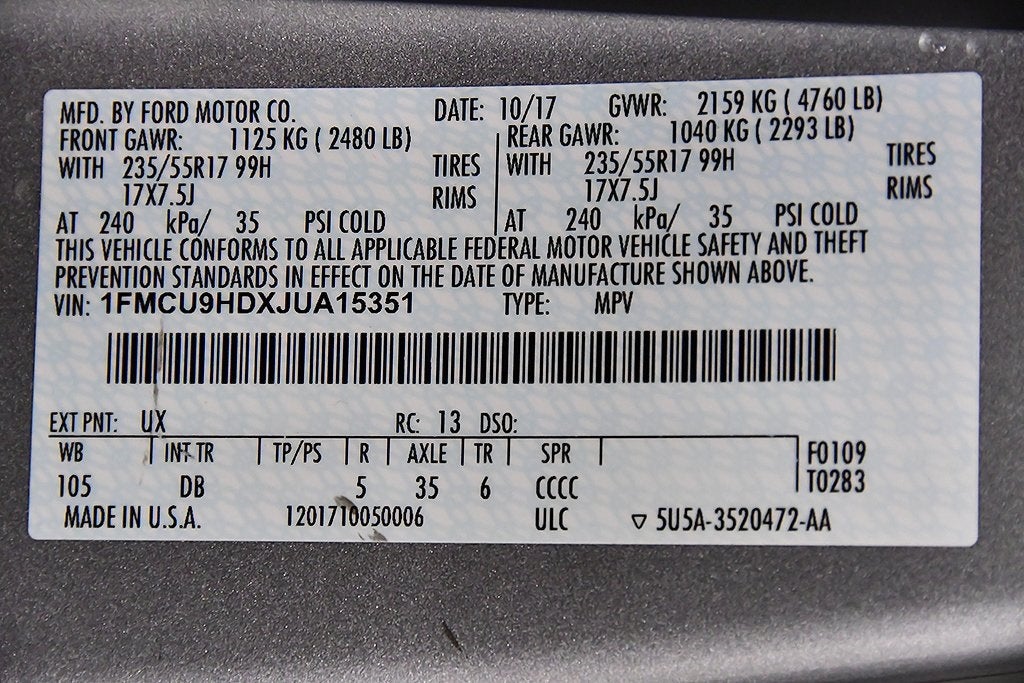 MFD. BY FORD MOTOR CO. DATE: 10/17 GVWR: 2159 KG ( 4760 LB)
FRONT GAWR: 1125 KG ( 2480 LB) REAR GAWR: 1040 KG ( 2293 LB)
WITH 235/55R17 99H TIRES WITH 235/55R17 99H TIRES
17X7.5J RIMS 17X7.5J RIMS
AT 240 kPa/ 35 PSI COLD AT 240 kPa/ 35 PSI COLD
THIS VEHICLE CONFORMS TO ALL APPLICABLE FEDERAL MOTOR VEHICLE SAFETY AND THEFT
PREVENTION STANDARDS IN EFFECT ON THE DATE OF MANUFACTURE SHOWN ABOVE.
VIN: 1FMCU9HDXJUA15351 TYPE: MPV
EXT PNT: UX RC: 13 DSO:
WB INT TR TP/PS R AXLE TR SPR F0109
105 DB 5 35 6 CCCC T0283
MADE IN U.S.A. 1201710050006 ULC ▽ 5U5A-3520472-AA